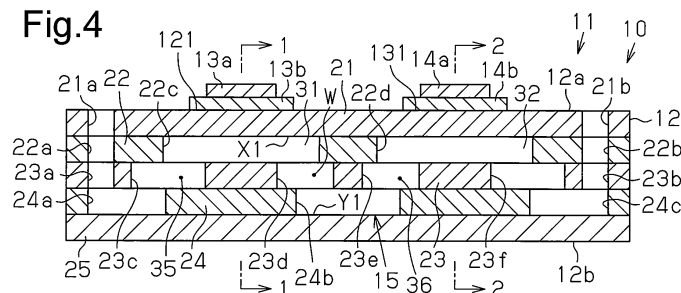 Fig.4
13a 1 14a 2 11 10
121 13b 131 14b
21a 22 22c 31 W 21 22d 12a 32 21b
12
X1
22a 22b
23a 23b
24a Y1 24c
25 23c 35 24 23d 24b 23e 15 36 23 23f 12b
1 2